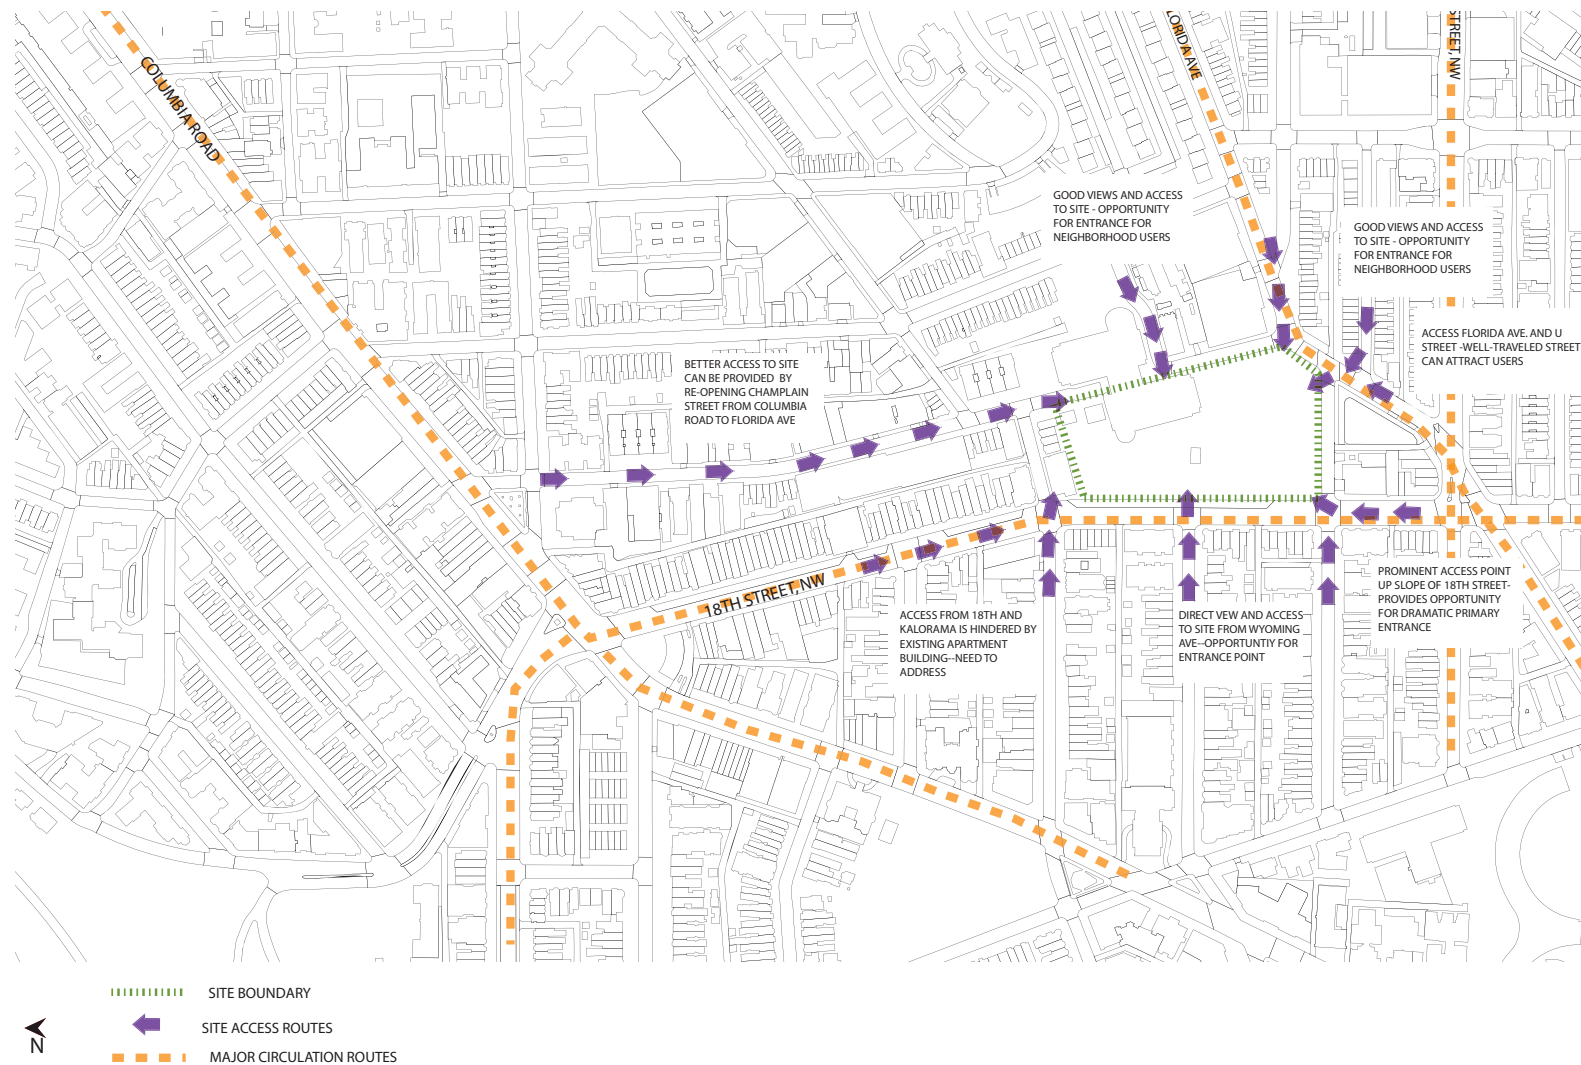 COLUMBIA ROAD
LORIDA AVE
STREET, NW
GOOD VIEWS AND ACCESS
TO SITE - OPPORTUNITY
FOR ENTRANCE FOR
NEIGHBORHOOD USERS
GOOD VIEWS AND ACCESS
TO SITE - OPPORTUNITY
FOR ENTRANCE FOR
NEIGHBORHOOD USERS
ACCESS FLORIDA AVE. AND U
STREET -WELL-TRAVELED STREET
CAN ATTRACT USERS
BETTER ACCESS TO SITE
CAN BE PROVIDED BY
RE-OPENING CHAMPLAIN
STREET FROM COLUMBIA
ROAD TO FLORIDA AVE
18TH STREET, NW
ACCESS FROM 18TH AND
KALORAMA IS HINDERED BY
EXISTING APARTMENT
BUILDING--NEED TO
ADDRESS
DIRECT VEW AND ACCESS
TO SITE FROM WYOMING
AVE--OPPORTUNTIY FOR
ENTRANCE POINT
PROMINENT ACCESS POINT
UP SLOPE OF 18TH STREET-
PROVIDES OPPORTUNITY
FOR DRAMATIC PRIMARY
ENTRANCE
SITE BOUNDARY
SITE ACCESS ROUTES
MAJOR CIRCULATION ROUTES
N